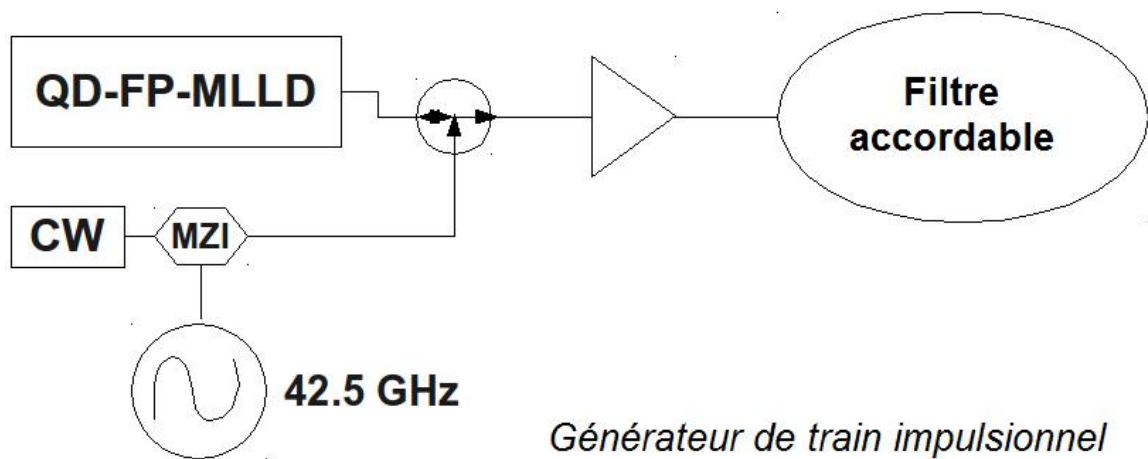 QD-FP-MLLD
Filtre
accordable
CW
MZI
42.5 GHz
Générateur de train impulsionnel